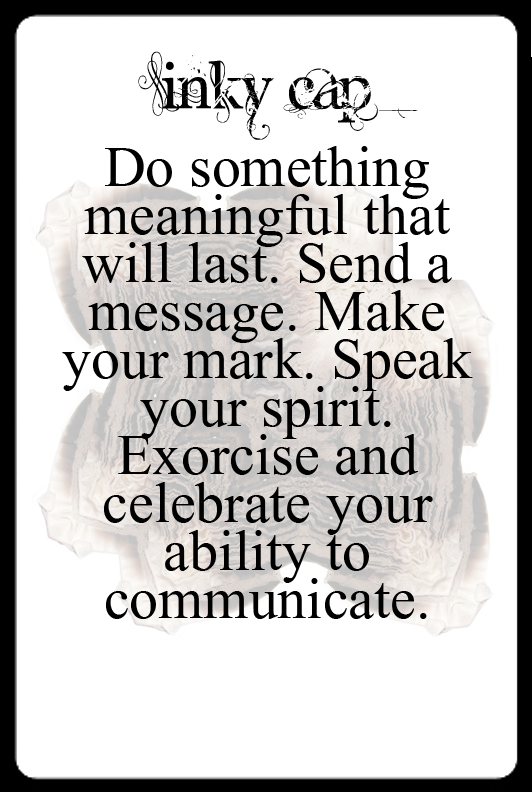 inky cap
Do something
meaningful that
will last. Send a
message. Make
your mark. Speak
your spirit.
Exorcise and
celebrate your
ability to
communicate.